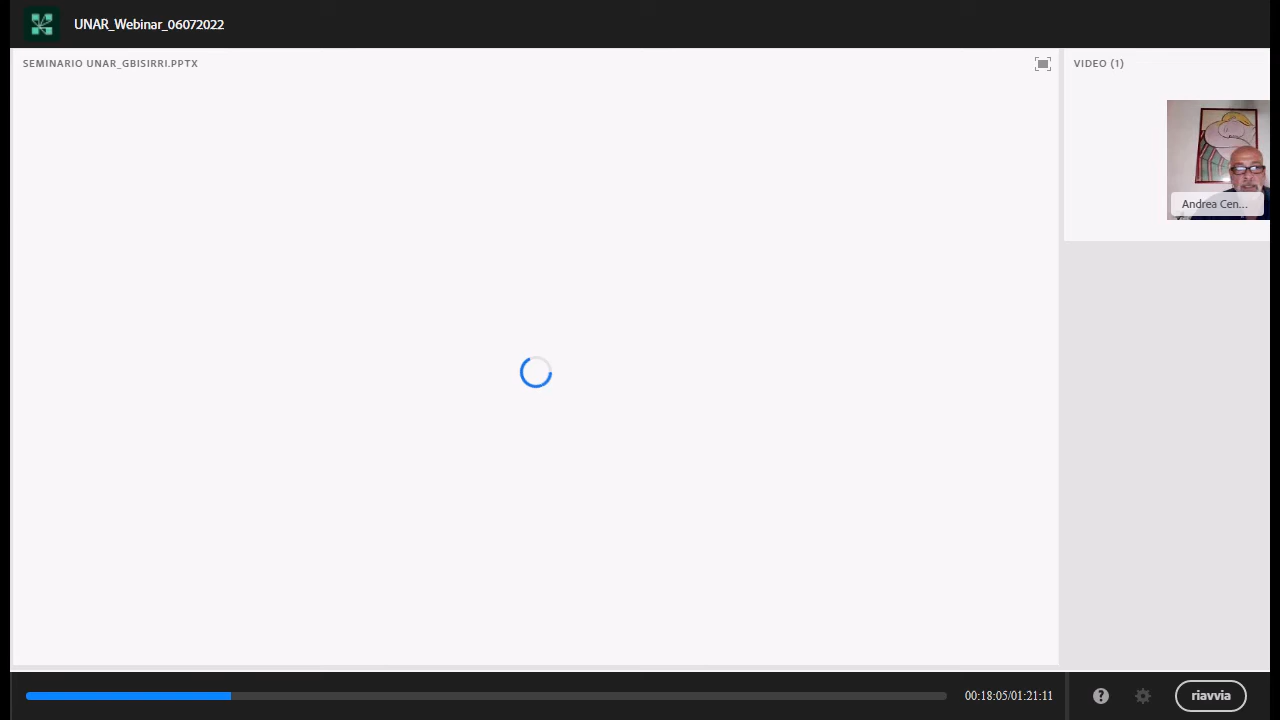 UNAR_Webinar_06072022
SEMINARIO UNAR_GBISIRRI.PPTX
VIDEO (1)
Andrea Cen...
00:18:05/01:21:11
?
riavvia